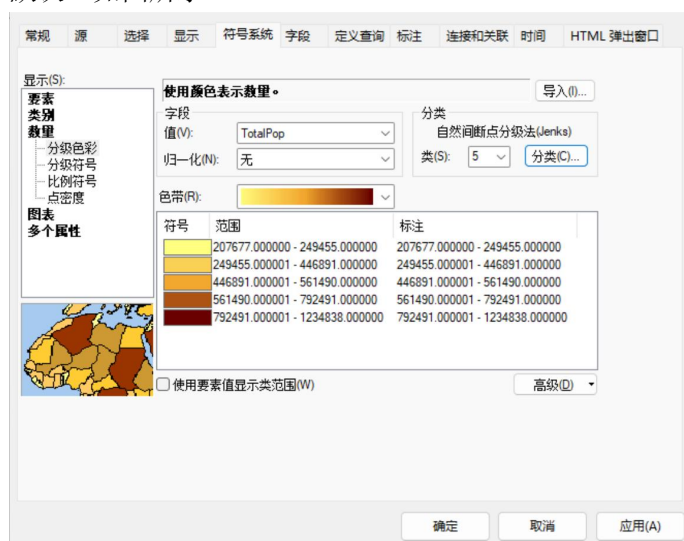 常规 源 选择 显示 符号系统 字段 定义查询 标注 连接和关联 时间 HTML 弹出窗口
显示(S):
要素
类别
数量
分级色彩
分级符号
比例符号
点密度
图表
多个属性
使用颜色表示数量。
导入(I)...
字段
值(V): TotalPop
归一化(N): 无
分类
自然间断点分级法(Jenks)
类(S): 5 分类(C)...
色带(R):
符号 范围 标注
207677.000000 - 249455.000000 207677.000000 - 249455.000000
249455.000001 - 446891.000000 249455.000001 - 446891.000000
446891.000001 - 561490.000000 446891.000001 - 561490.000000
561490.000001 - 792491.000000 561490.000001 - 792491.000000
792491.000001 - 1234838.000000 792491.000001 - 1234838.000000
使用要素值显示类范围(W)
高级(D)
确定 取消 应用(A)